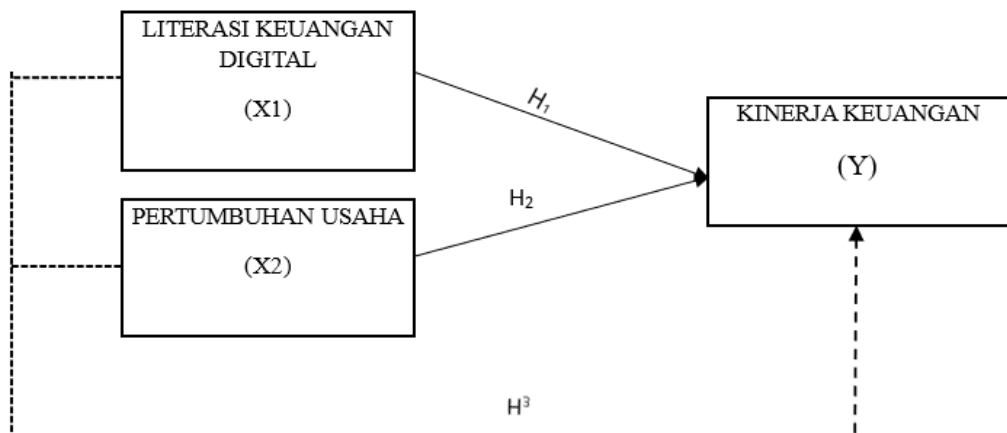 LITERASI KEUANGAN
DIGITAL
(X1)
H₁
KINERJA KEUANGAN
(Y)
PERTUMBUHAN USAHA
(X2)
H₂
H³